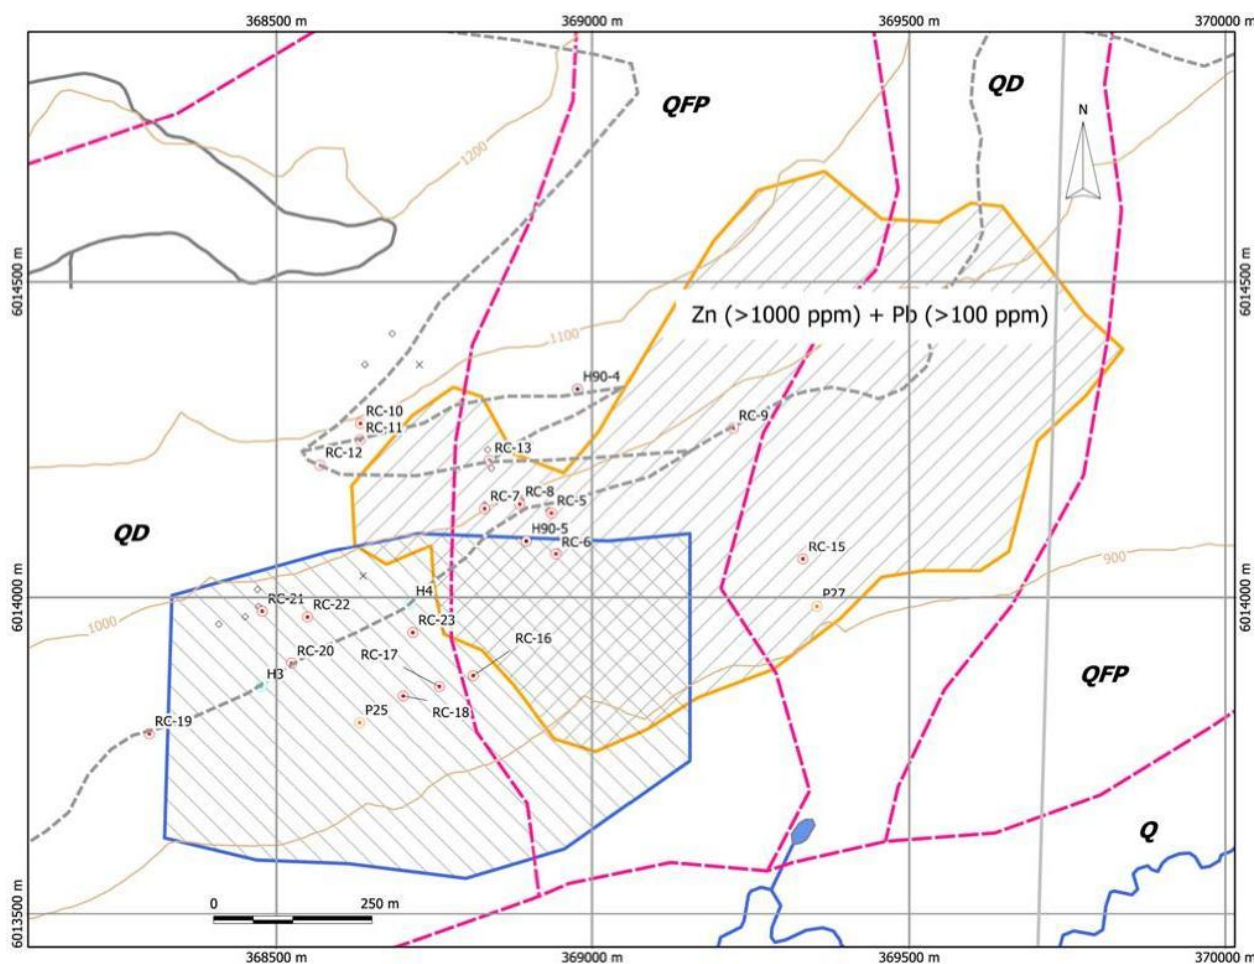 368500 m
369000 m
369500 m
370000 m
QFP
QD
N
1200
6014500 m
6014500 m
Zn (>1000 ppm) + Pb (>100 ppm)
1100
H90-4
RC-10
RC-11
RC-9
RC-12
RC-13
RC-7
RC-8
RC-5
QD
H90-5
RC-6
RC-15
900
H4
P27
6014000 m
6014000 m
RC-21
RC-22
1000
RC-23
RC-16
RC-20
RC-17
H3
QFP
P25
RC-18
RC-19
Q
0
250 m
6013500 m
6013500 m
368500 m
369000 m
369500 m
370000 m